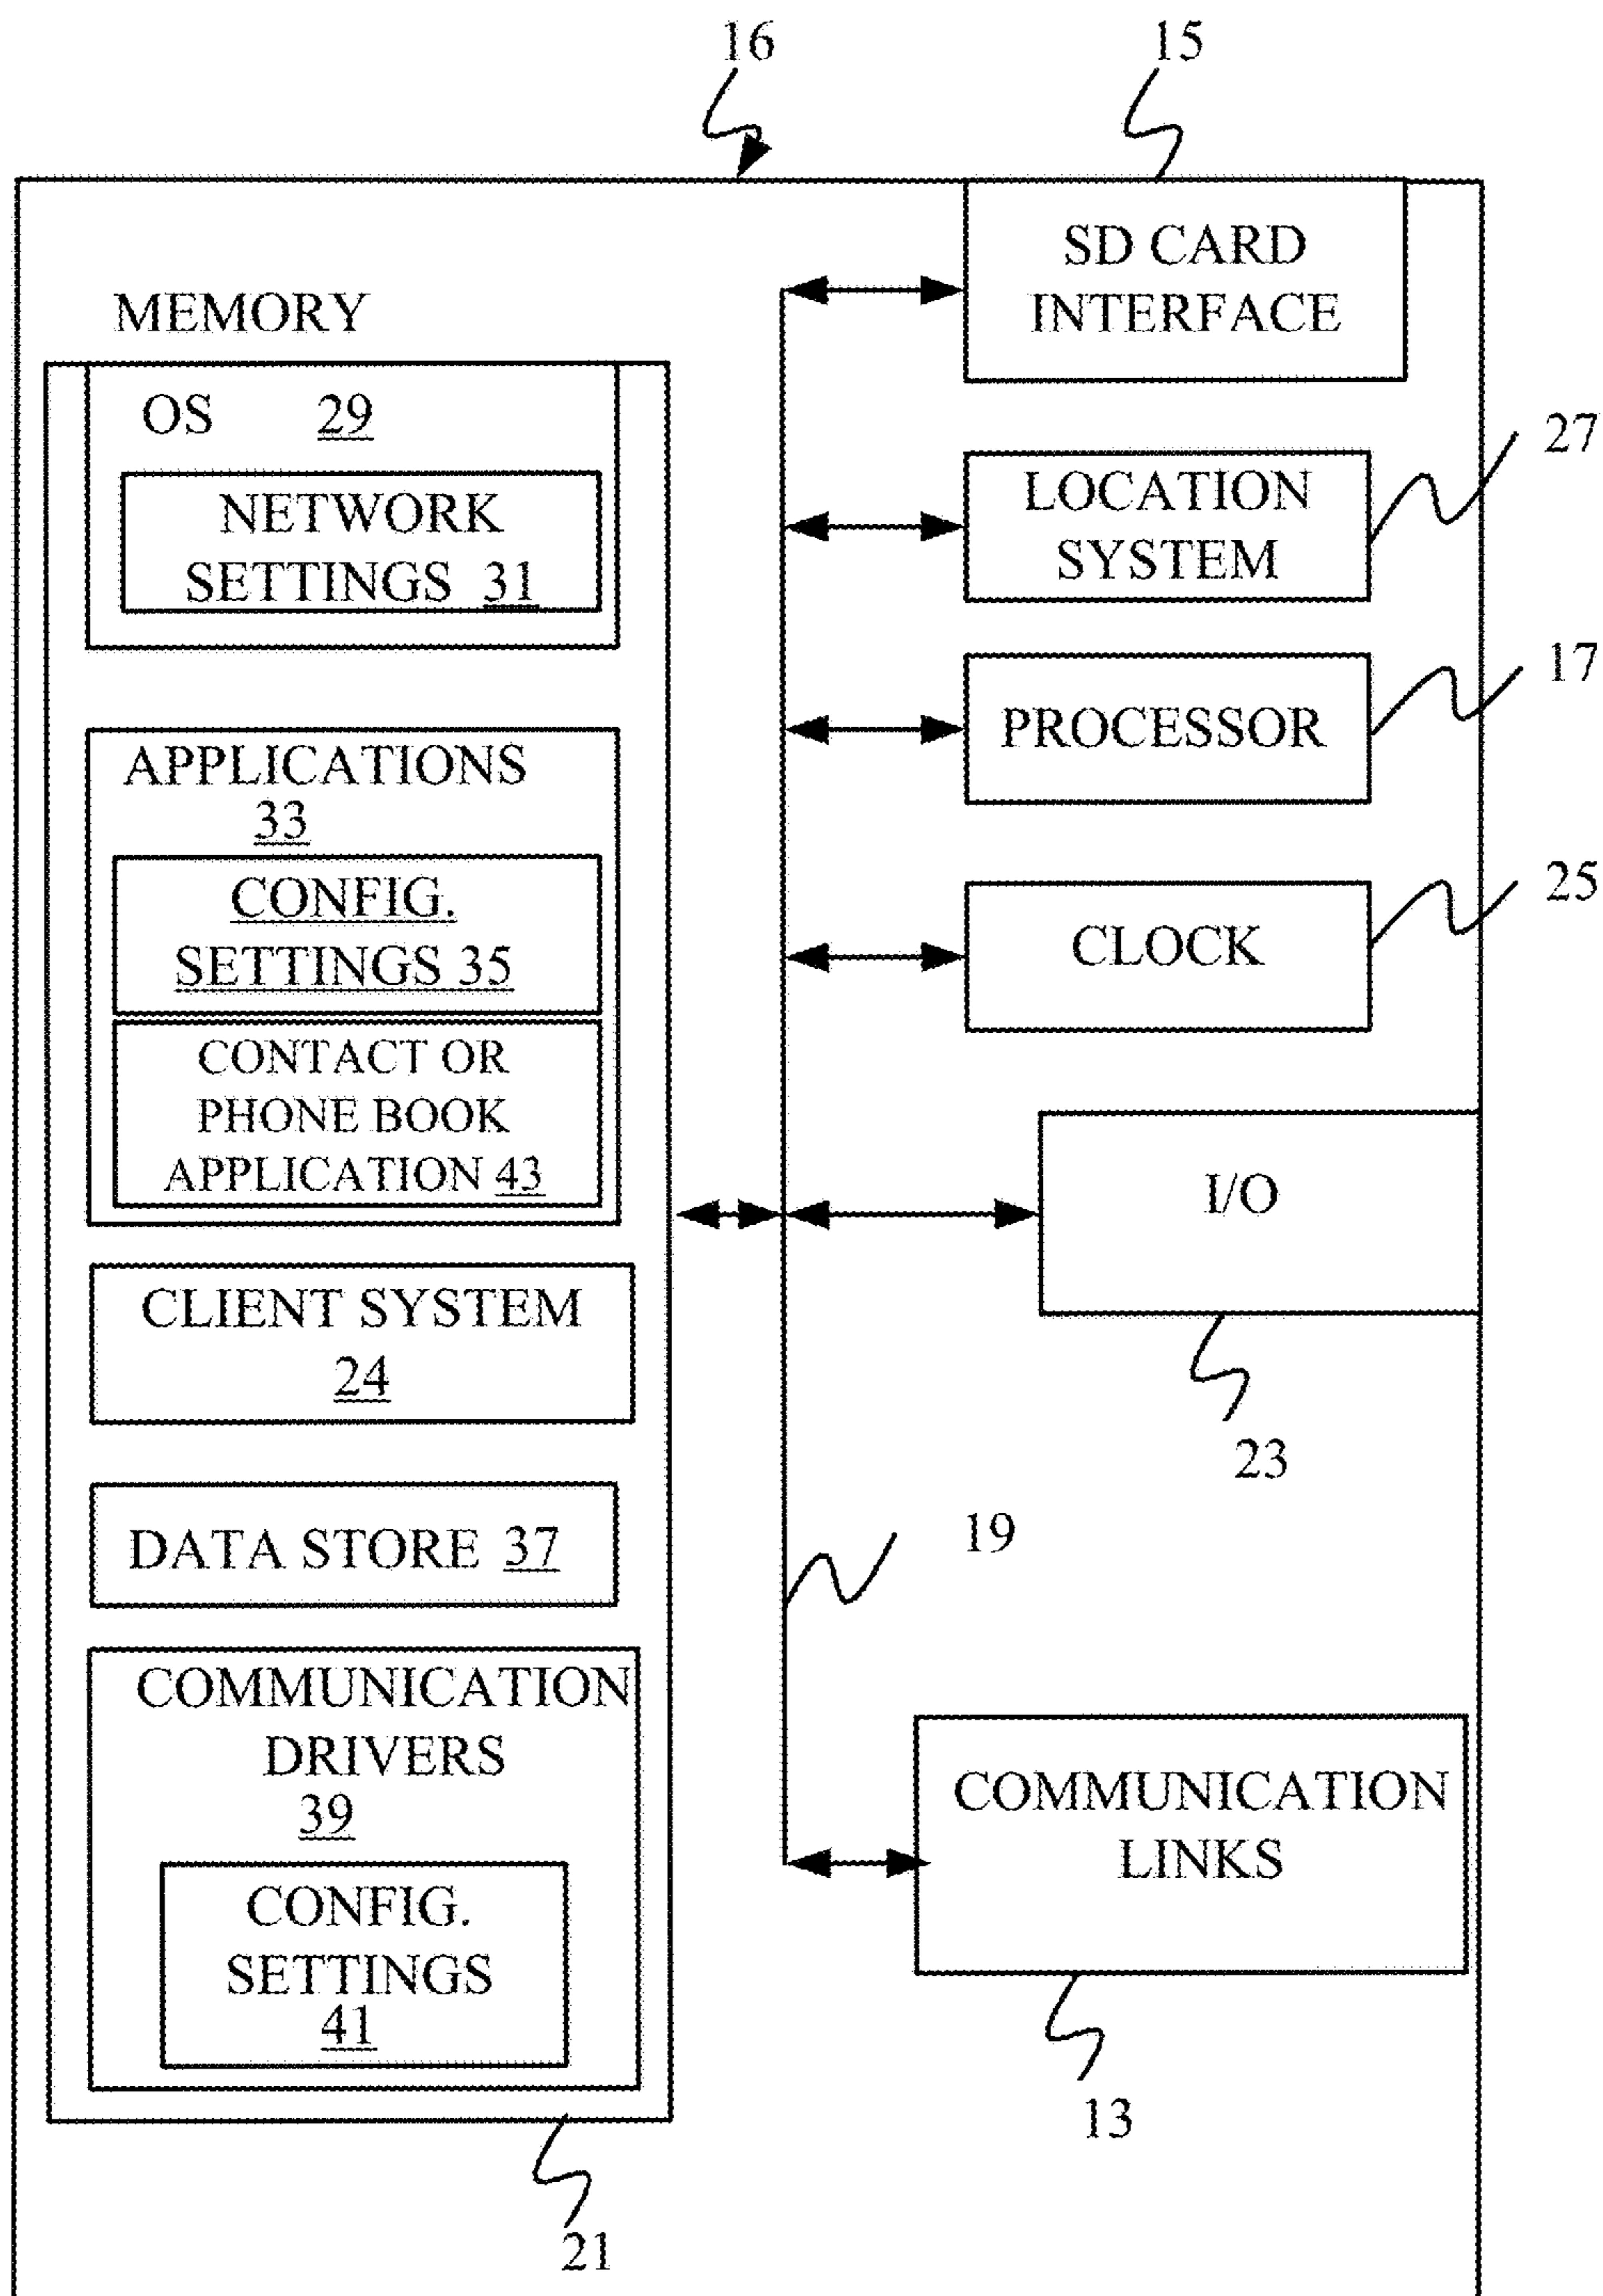 16
15
SD CARD
INTERFACE
MEMORY
OS 29
NETWORK
SETTINGS 31
27
LOCATION
SYSTEM
17
PROCESSOR
APPLICATIONS
33
CONFIG.
SETTINGS 35
25
CLOCK
CONTACT OR
PHONE BOOK
APPLICATION 43
I/O
23
CLIENT SYSTEM
24
19
DATA STORE 37
COMMUNICATION
DRIVERS
39
CONFIG.
SETTINGS
41
COMMUNICATION
LINKS
13
21